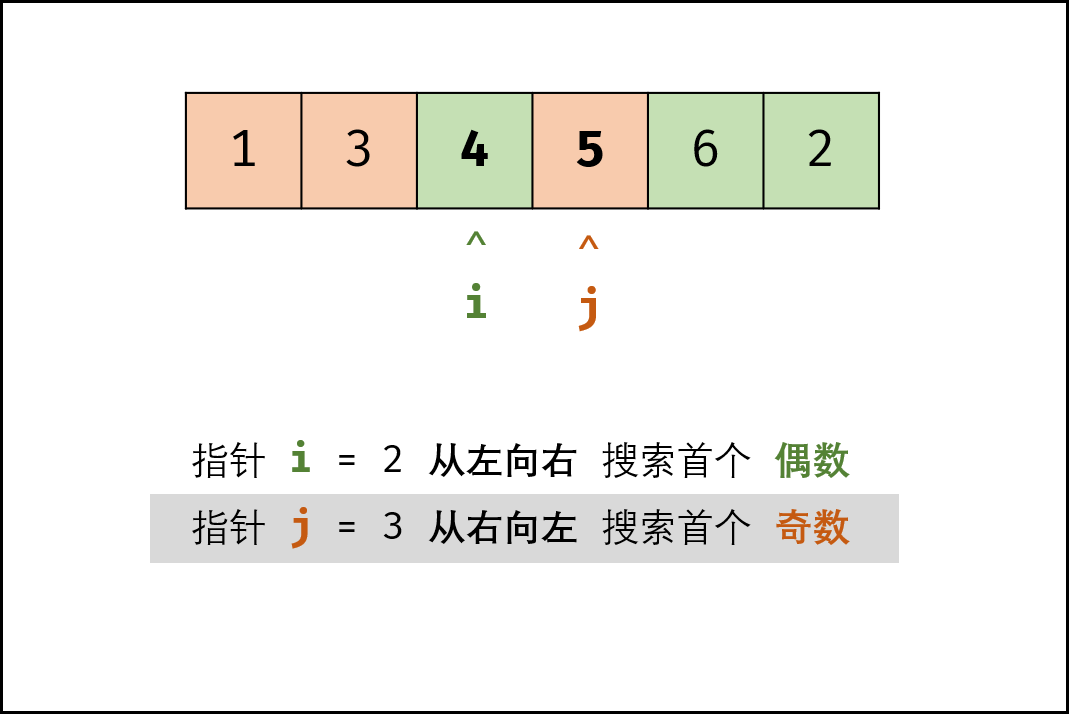 1 3 4 5 6 2
^ ^
i j
指针 i = 2 从左向右 搜索首个 偶数
指针 j = 3 从右向左 搜索首个 奇数